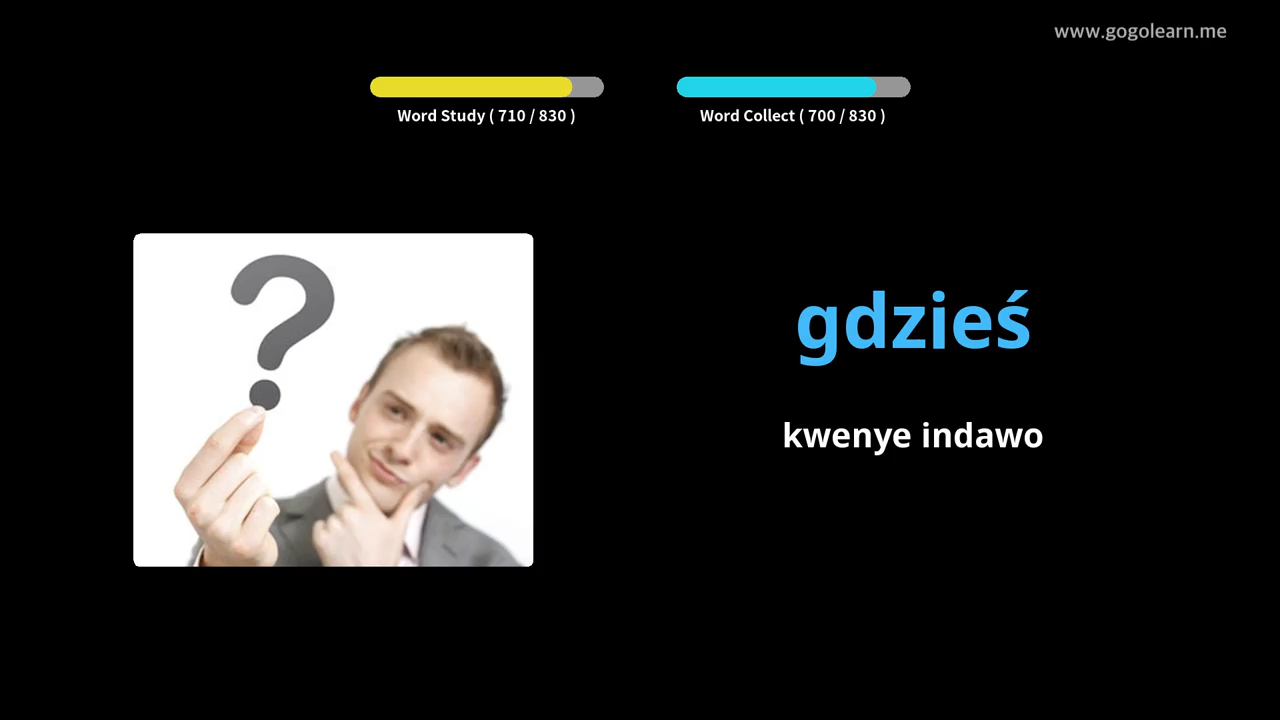 www.gogolearn.me
Word Study ( 710 / 830 )
Word Collect ( 700 / 830 )
?
gdzieś
kwenye indawo